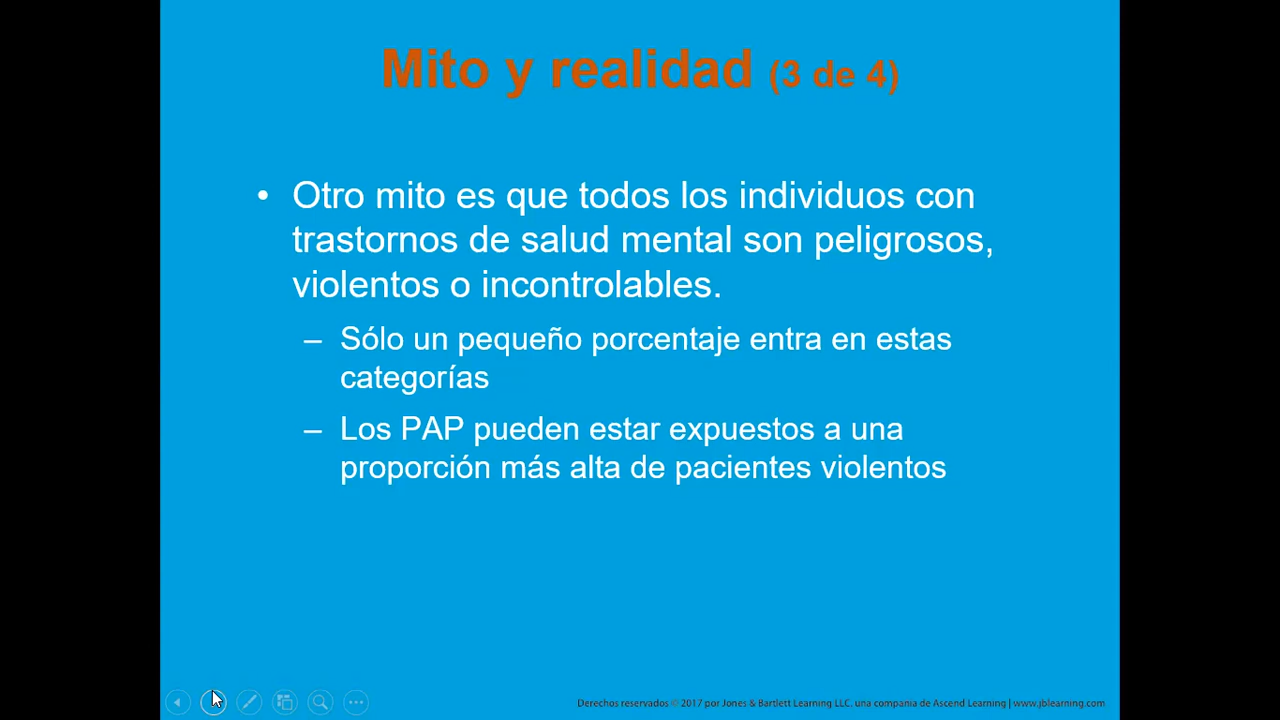 Mito y realidad (3 de 4)
• Otro mito es que todos los individuos con
trastornos de salud mental son peligrosos,
violentos o incontrolables.
– Sólo un pequeño porcentaje entra en estas
categorías
– Los PAP pueden estar expuestos a una
proporción más alta de pacientes violentos
Derechos reservados © 2017 por Jones & Bartlett Learning LLC. una compania de Ascend Learning | www.jblearning.com